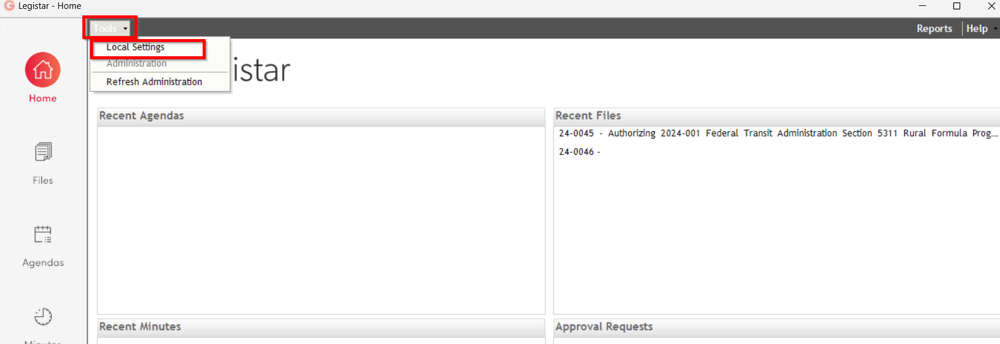 Legistar - Home
Tools
Reports
Help
Local Settings
Administration
Refresh Administration
istar
Home
Files
Agendas
Minutes
Recent Agendas
Recent Files
24-0045 - Authorizing 2024-001 Federal Transit Administration Section 5311 Rural Formula Prog...
24-0046 -
Recent Minutes
Approval Requests